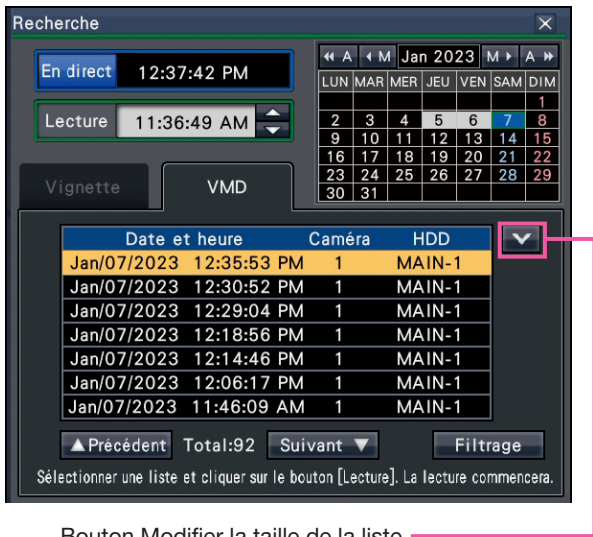 Recherche
En direct 12:37:42 PM
Lecture 11:36:49 AM
A M Jan 2023 M A
LUN MAR MER JEU VEN SAM DIM
1
2 3 4 5 6 7 8
9 10 11 12 13 14 15
16 17 18 19 20 21 22
23 24 25 26 27 28 29
30 31
Vignette VMD
Date et heure Caméra HDD
Jan/07/2023 12:35:53 PM 1 MAIN-1
Jan/07/2023 12:30:52 PM 1 MAIN-1
Jan/07/2023 12:29:04 PM 1 MAIN-1
Jan/07/2023 12:18:56 PM 1 MAIN-1
Jan/07/2023 12:14:46 PM 1 MAIN-1
Jan/07/2023 12:06:17 PM 1 MAIN-1
Jan/07/2023 11:46:09 AM 1 MAIN-1
▲Précédent Total:92 Suivant ▼ Filtrage
Sélectionner une liste et cliquer sur le bouton [Lecture]. La lecture commencera.
Bouton Modifier la taille de la liste